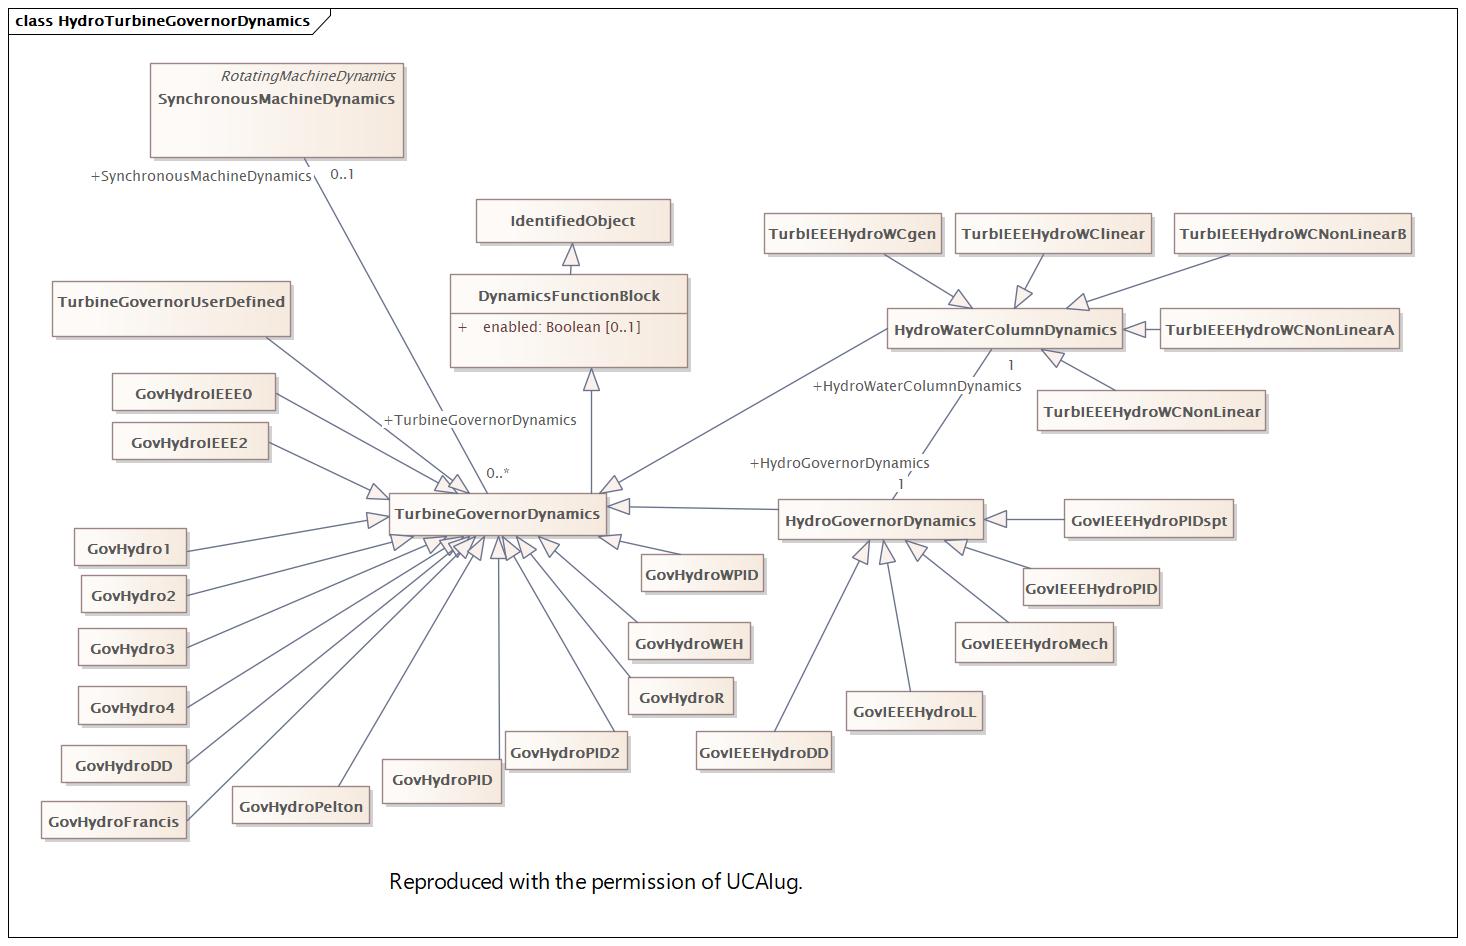 class HydroTurbineGovernorDynamics
RotatingMachineDynamics
SynchronousMachineDynamics
+SynchronousMachineDynamics 0..1
IdentifiedObject
TurbIEEEHydroWCgen
TurbIEEEHydroWClinear
TurbIEEEHydroWCNonLinearB
TurbineGovernorUserDefined
DynamicsFunctionBlock
+ enabled: Boolean [0..1]
HydroWaterColumnDynamics
TurbIEEEHydroWCNonLinearA
1
+HydroWaterColumnDynamics
GovHydroIEEE0
TurbIEEEHydroWCNonLinear
+TurbineGovernorDynamics
GovHydroIEEE2
+HydroGovernorDynamics
0..*
1
TurbineGovernorDynamics
HydroGovernorDynamics
GovIEEEHydroPIDspt
GovHydro1
GovHydroWPID
GovIEEEHydroPID
GovHydro2
GovHydro3
GovHydroWEH
GovIEEEHydroMech
GovHydroR
GovHydro4
GovIEEEHydroLL
GovHydroPID2
GovIEEEHydroDD
GovHydroDD
GovHydroPID
GovHydroPelton
GovHydroFrancis
Reproduced with the permission of UCAIug.